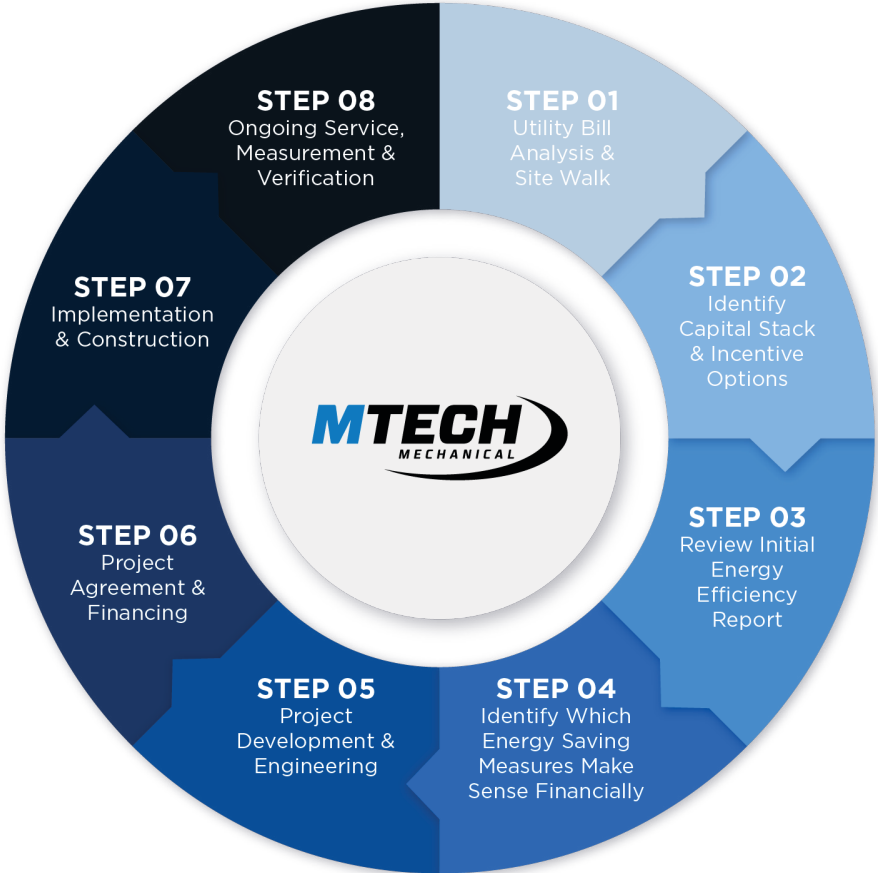 STEP 01
Utility Bill
Analysis &
Site Walk
STEP 02
Identify
Capital Stack
& Incentive
Options
STEP 03
Review Initial
Energy
Efficiency
Report
STEP 04
Identify Which
Energy Saving
Measures Make
Sense Financially
STEP 05
Project
Development &
Engineering
STEP 06
Project
Agreement &
Financing
STEP 07
Implementation
& Construction
STEP 08
Ongoing Service,
Measurement &
Verification
MTECH
MECHANICAL